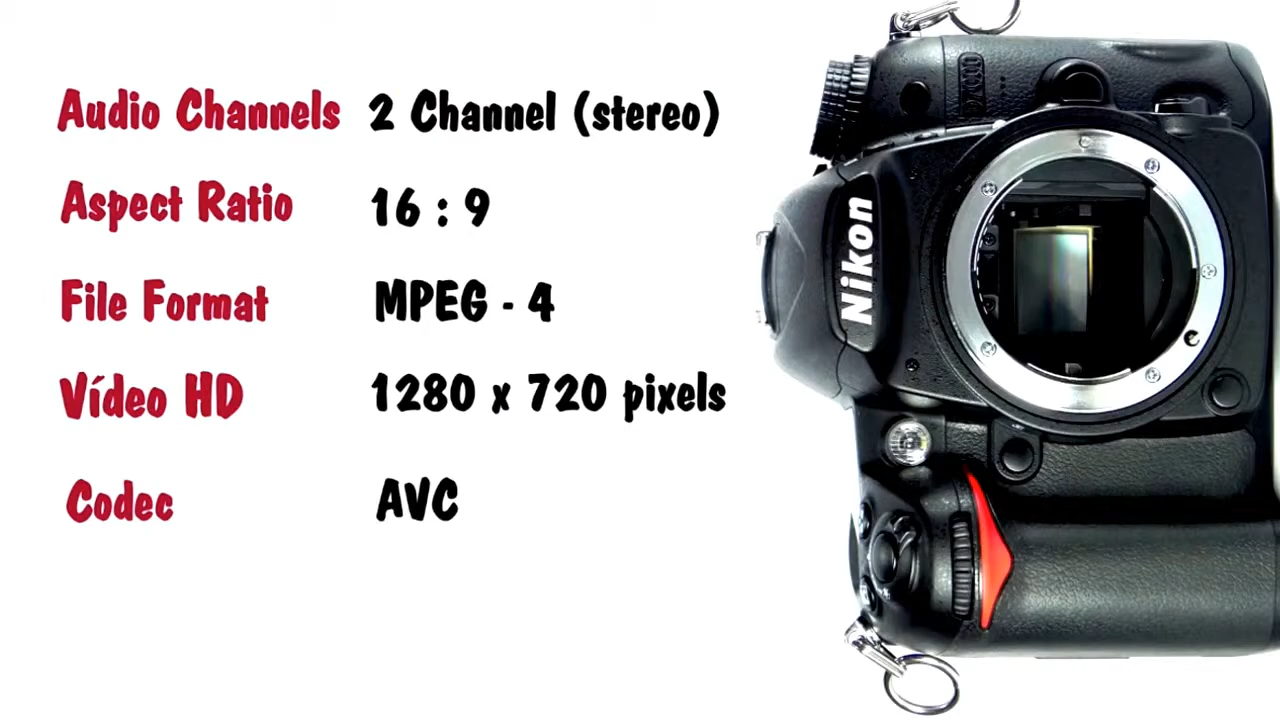 Audio Channels 2 Channel (stereo)
Aspect Ratio 16 : 9
File Format MPEG - 4
Vídeo HD 1280 x 720 pixels
Codec AVC
Nikon